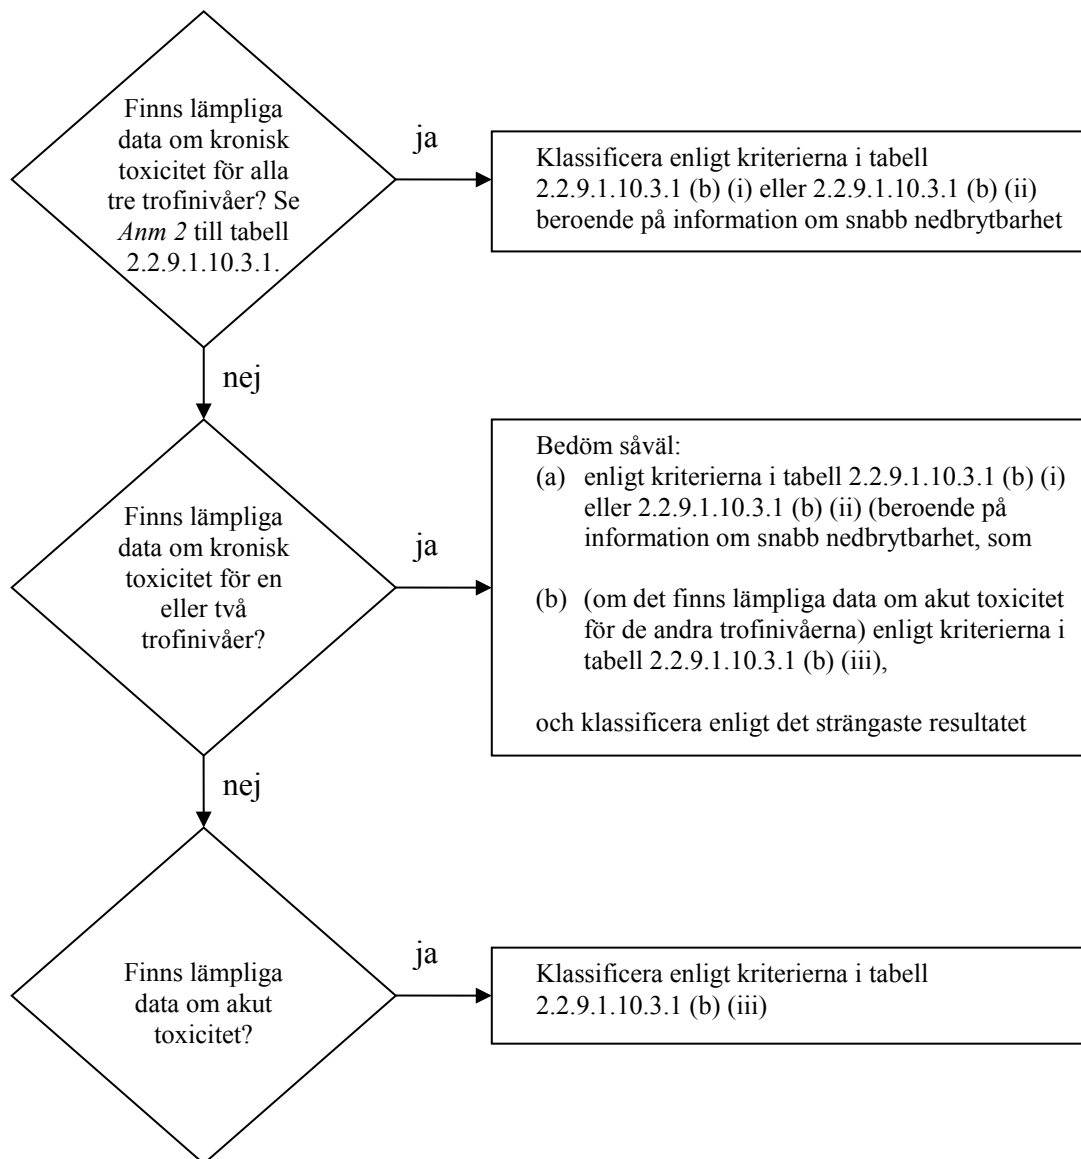 Finns lämpliga
data om kronisk
toxicitet för alla
tre trofinivåer? Se
Anm 2 till tabell
2.2.9.1.10.3.1.
ja
Klassificera enligt kriterierna i tabell
2.2.9.1.10.3.1 (b) (i) eller 2.2.9.1.10.3.1 (b) (ii)
beroende på information om snabb nedbrytbarhet
nej
Finns lämpliga
data om kronisk
toxicitet för en
eller två
trofinivåer?
ja
Bedöm såväl:
(a) enligt kriterierna i tabell 2.2.9.1.10.3.1 (b) (i)
eller 2.2.9.1.10.3.1 (b) (ii) (beroende på
information om snabb nedbrytbarhet, som
(b) (om det finns lämpliga data om akut toxicitet
för de andra trofinivåerna) enligt kriterierna i
tabell 2.2.9.1.10.3.1 (b) (iii),
och klassificera enligt det strängaste resultatet
nej
Finns lämpliga
data om akut
toxicitet?
ja
Klassificera enligt kriterierna i tabell
2.2.9.1.10.3.1 (b) (iii)